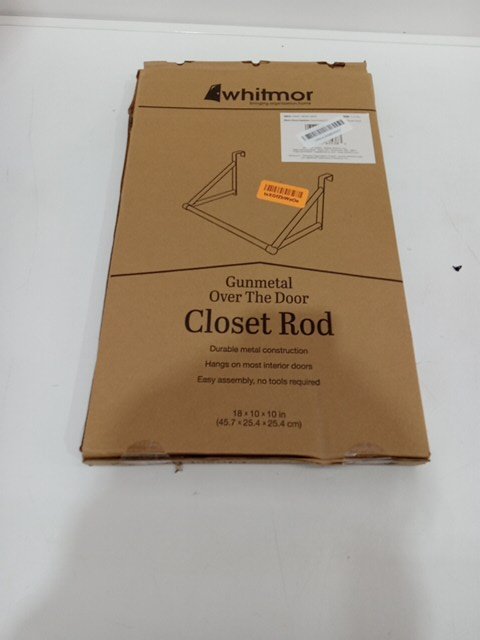 whitmor
bringing organization home
Gunmetal
Over The Door
Closet Rod
Durable metal construction
Hangs on most interior doors
Easy assembly, no tools required
18 x 10 x 10 in
(45.7 x 25.4 x 25.4 cm)